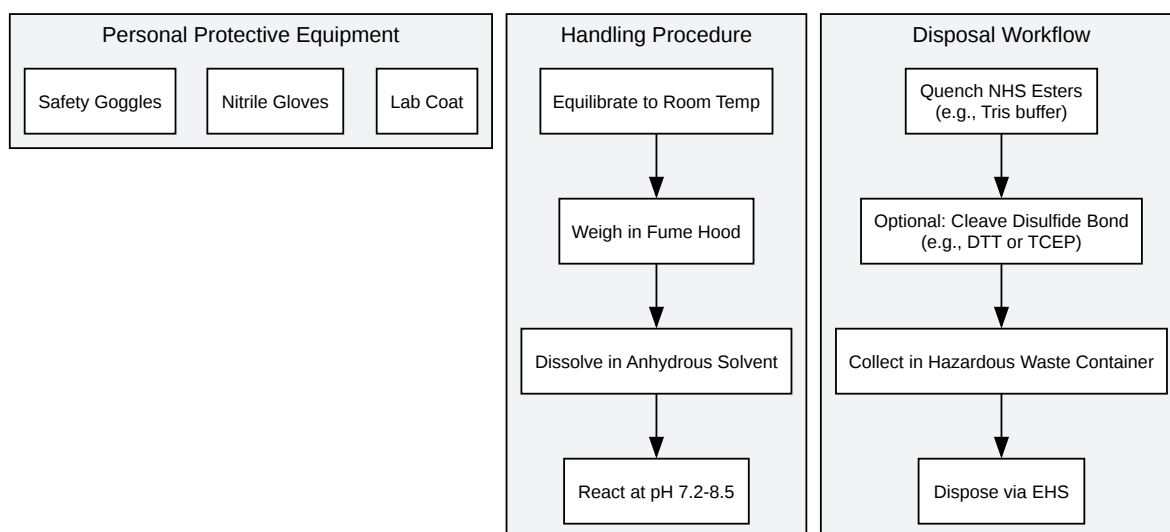 Personal Protective Equipment
Safety Goggles
Nitrile Gloves
Lab Coat
Handling Procedure
Equilibrate to Room Temp
Weigh in Fume Hood
Dissolve in Anhydrous Solvent
React at pH 7.2-8.5
Disposal Workflow
Quench NHS Esters
(e.g., Tris buffer)
Optional: Cleave Disulfide Bond
(e.g., DTT or TCEP)
Collect in Hazardous Waste Container
Dispose via EHS